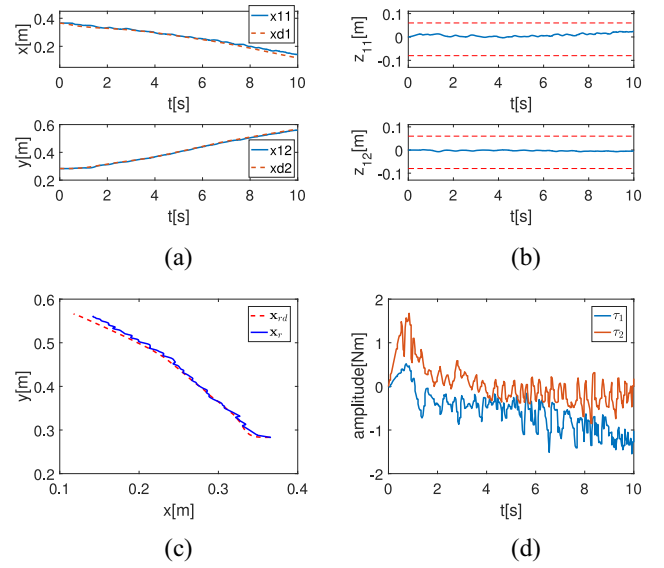 0.4
0.2
x[m]
x11
xd1
0 2 4 6 8 10
t[s]
0.6
0.4
0.2
y[m]
x12
xd2
0 2 4 6 8 10
t[s]
(a)
0.1
0
-0.1
z11[m]
0 2 4 6 8 10
t[s]
0.1
0
-0.1
z12[m]
0 2 4 6 8 10
t[s]
(b)
0.6
0.5
0.4
0.3
0.2
y[m]
xrd
xr
0.1 0.2 0.3 0.4
x[m]
(c)
2
1
0
-1
-2
amplitude[Nm]
τ1
τ2
0 2 4 6 8 10
t[s]
(d)